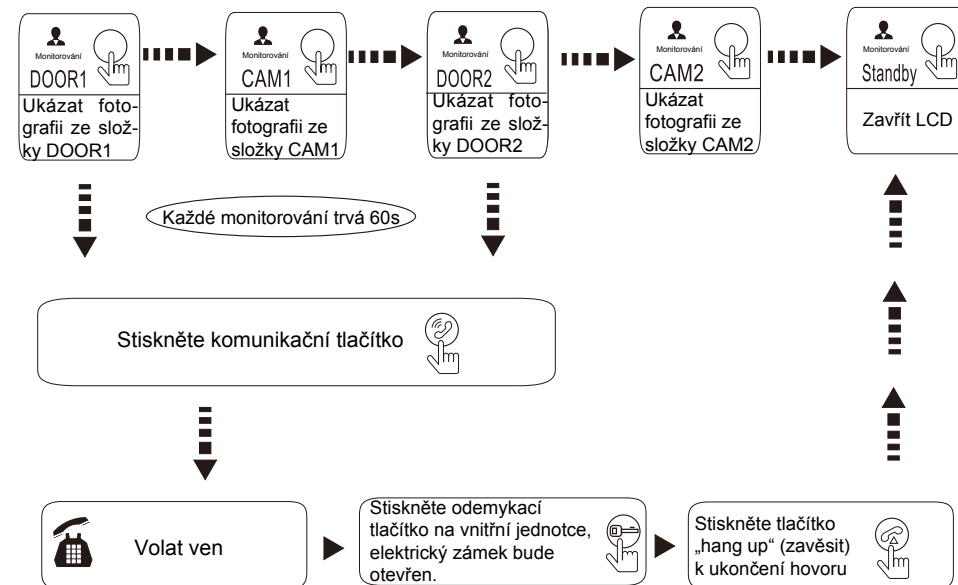 Monitorování
DOOR1
Ukázat foto-
grafii ze slož-
ky DOOR1
Monitorování
CAM1
Ukázat
fotografii ze
složky CAM1
Monitorování
DOOR2
Ukázat foto-
grafii ze slož-
ky DOOR2
Monitorování
CAM2
Ukázat
fotografii ze
složky CAM2
Monitorování
Standby
Zavřít LCD
Každé monitorování trvá 60s
Stiskněte komunikační tlačítko
Volat ven
Stiskněte odemykací
tlačítko na vnitřní jednotce,
elektrický zámek bude
otevřen.
Stiskněte tlačítko
„hang up“ (zavěsit)
k ukončení hovoru